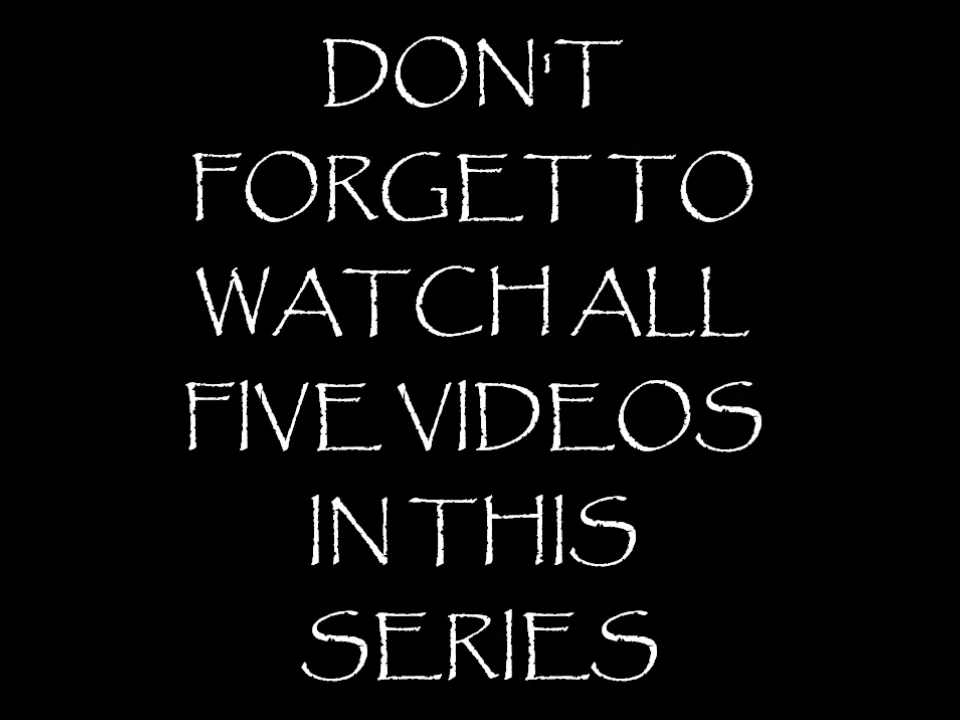 DON'T
FORGET TO
WATCH ALL
FIVE VIDEOS
IN THIS
SERIES